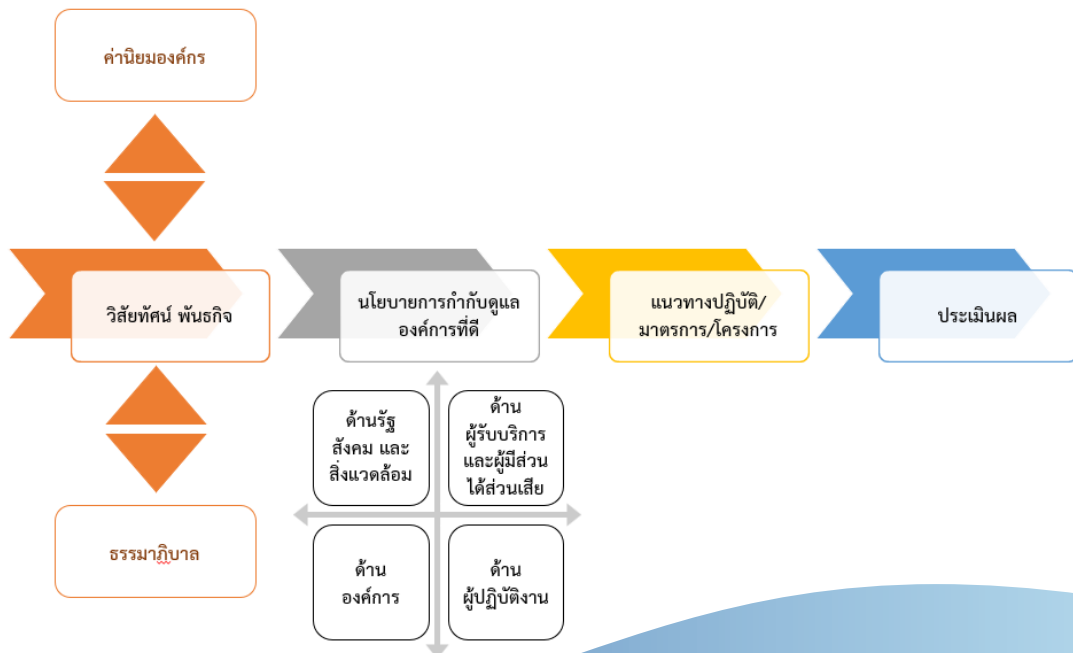 ค่านิยมองค์กร
วิสัยทัศน์ พันธกิจ
นโยบายการกำกับดูแล
องค์การที่ดี
แนวทางปฏิบัติ/
มาตรการ/โครงการ
ประเมินผล
ด้านรัฐ
สังคม และ
สิ่งแวดล้อม
ด้าน
ผู้รับบริการ
และผู้มีส่วน
ได้ส่วนเสีย
ธรรมาภิบาล
ด้าน
องค์การ
ด้าน
ผู้ปฏิบัติงาน